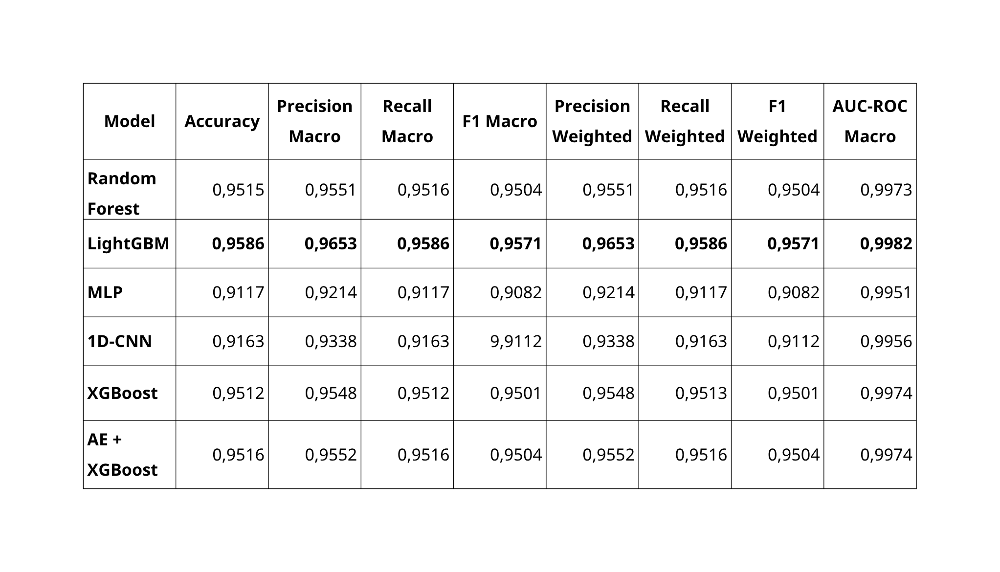 Model Accuracy Precision Macro Recall Macro F1 Macro Precision Weighted Recall Weighted F1 Weighted AUC-ROC Macro
Random Forest 0,9515 0,9551 0,9516 0,9504 0,9551 0,9516 0,9504 0,9973
LightGBM 0,9586 0,9653 0,9586 0,9571 0,9653 0,9586 0,9571 0,9982
MLP 0,9117 0,9214 0,9117 0,9082 0,9214 0,9117 0,9082 0,9951
1D-CNN 0,9163 0,9338 0,9163 9,9112 0,9338 0,9163 0,9112 0,9956
XGBoost 0,9512 0,9548 0,9512 0,9501 0,9548 0,9513 0,9501 0,9974
AE + XGBoost 0,9516 0,9552 0,9516 0,9504 0,9552 0,9516 0,9504 0,9974